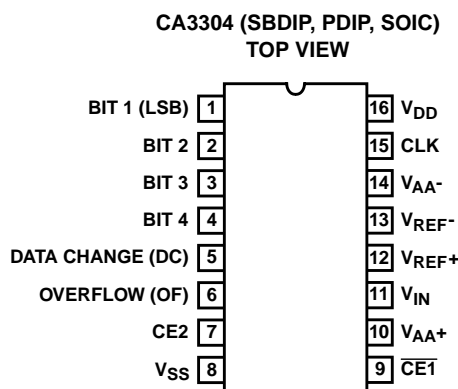 CA3304 (SBDIP, PDIP, SOIC)
TOP VIEW
BIT 1 (LSB) 1 16 VDD
BIT 2 2 15 CLK
BIT 3 3 14 VAA-
BIT 4 4 13 VREF-
DATA CHANGE (DC) 5 12 VREF+
OVERFLOW (OF) 6 11 VIN
CE2 7 10 VAA+
VSS 8 9 C̅E̅1̅